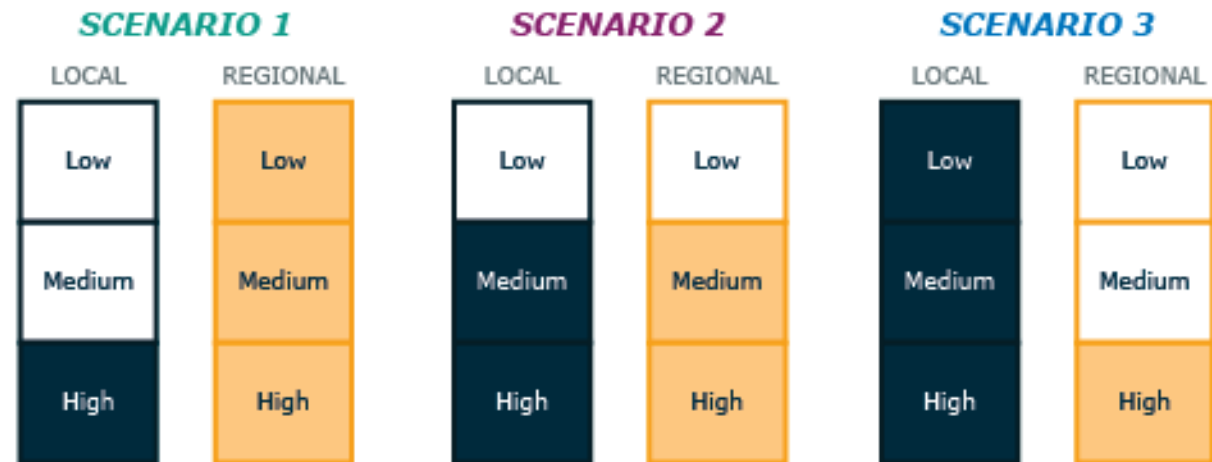 SCENARIO 1 SCENARIO 2 SCENARIO 3
LOCAL REGIONAL LOCAL REGIONAL LOCAL REGIONAL
Low Low Low Low Low Low
Medium Medium Medium Medium Medium Medium
High High High High High High